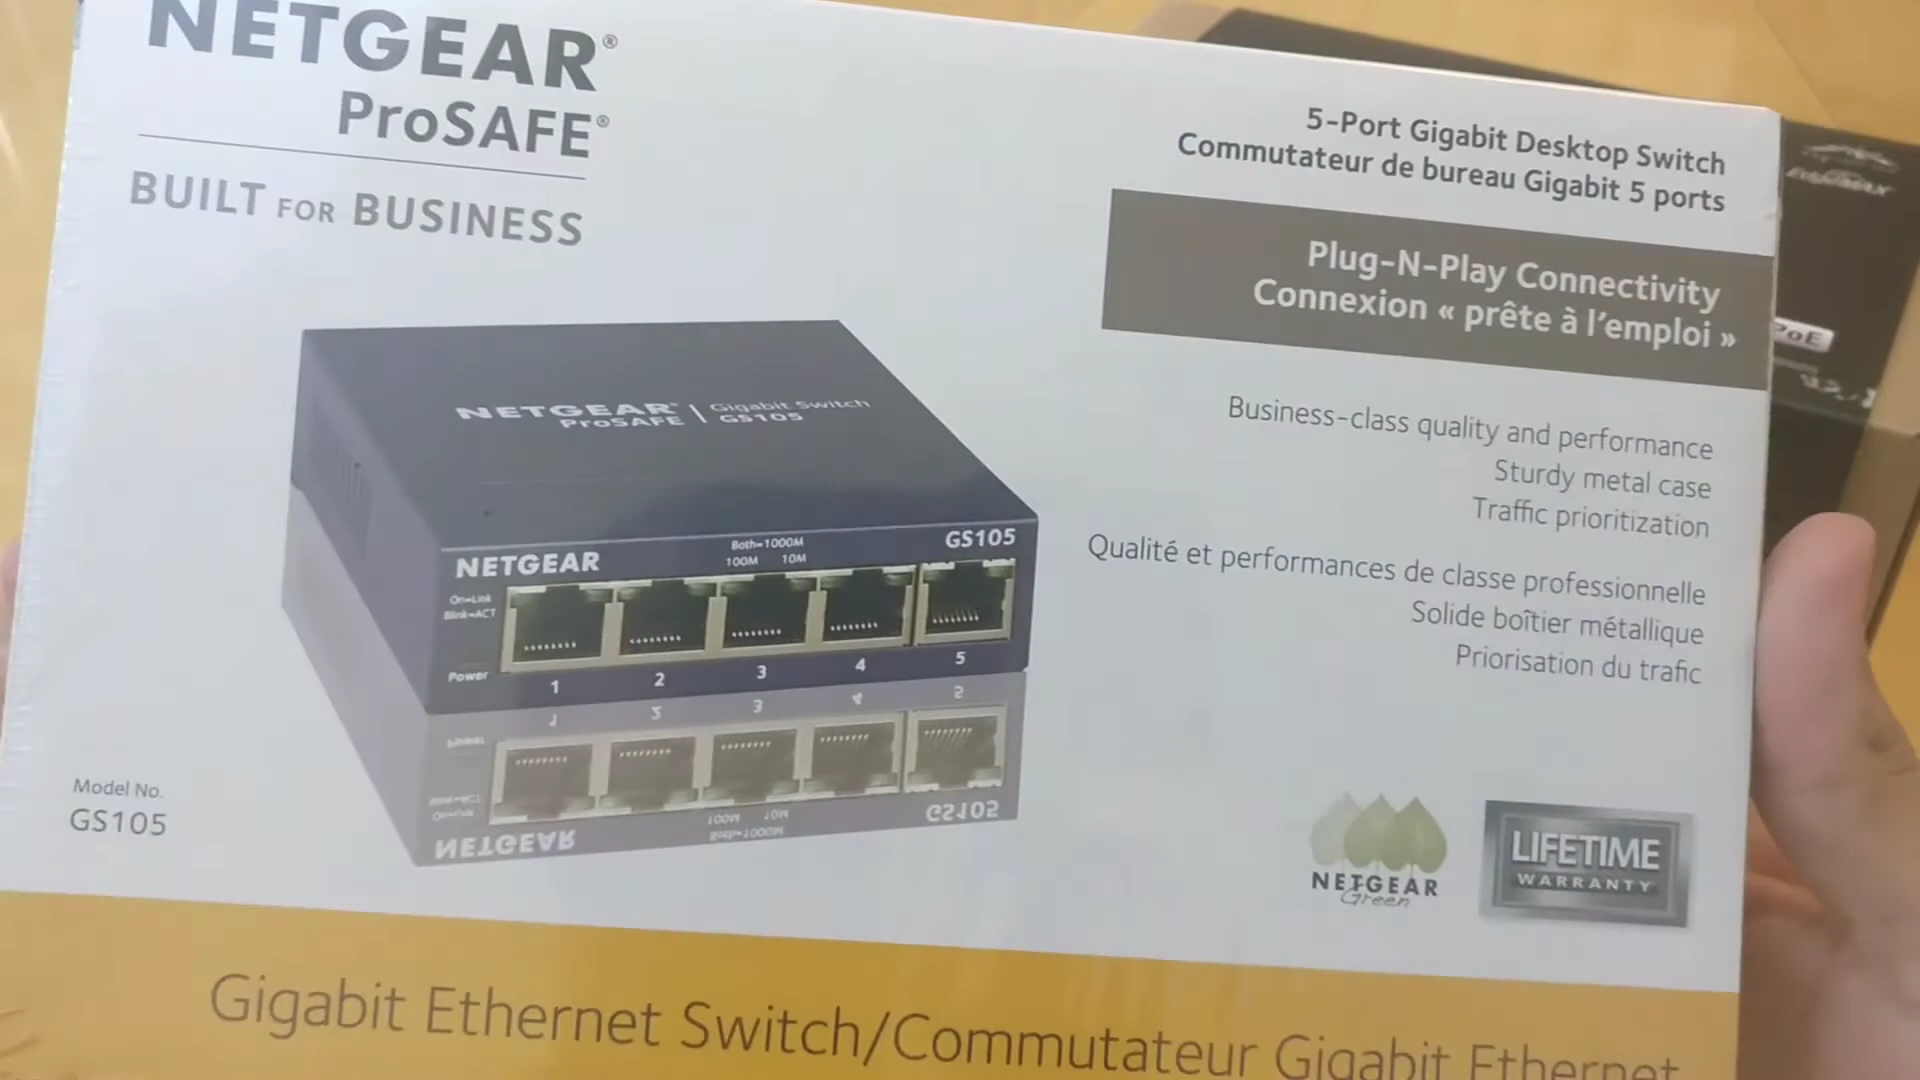 NETGEAR®
ProSAFE®
BUILT FOR BUSINESS
5-Port Gigabit Desktop Switch
Commutateur de bureau Gigabit 5 ports
Plug-N-Play Connectivity
Connexion « prête à l'emploi »
Business-class quality and performance
Sturdy metal case
Traffic prioritization
Qualité et performances de classe professionnelle
Solide boîtier métallique
Priorisation du trafic
NETGEAR® | Gigabit Switch
ProSAFE | GS105
NETGEAR
Both=1000M
100M 10M
GS105
On=Link
Blink=ACT
Power
1 2 3 4 5
Model No.
GS105
NETGEAR
Green
LIFETIME
WARRANTY
Gigabit Ethernet Switch/Commutateur Gigabit Ethernet
PoE